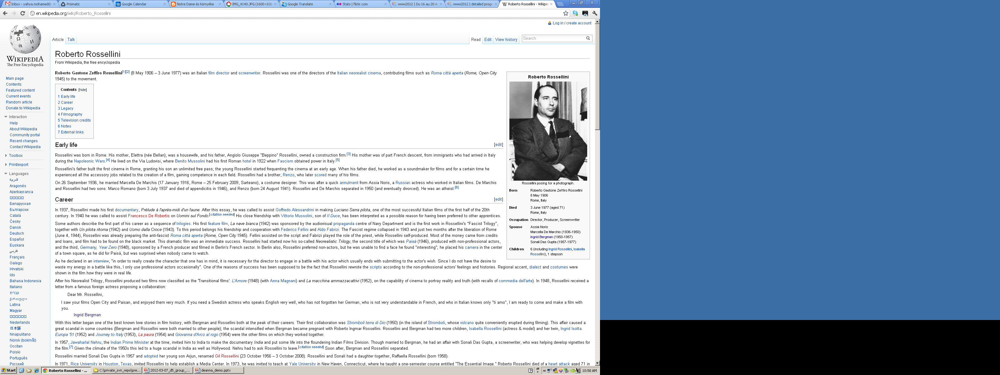 Inbox - yahya.mohamed@
Prismatic
Google Calendar
Notre Dame és környéke
IMG_4140.JPG (1600×106
Google Translate
Stats | flickr.com
www2012 | Du 16 au 20 A
www2012 | detailed progr
Roberto Rossellini - Wikipe
en.wikipedia.org/wiki/Roberto_Rossellini
Log in / create account
WIKIPEDIA
The Free Encyclopedia
Article Talk
Read Edit View history
Search
Main page
Contents
Featured content
Current events
Random article
Donate to Wikipedia
Interaction
Help
About Wikipedia
Community portal
Recent changes
Contact Wikipedia
Toolbox
Print/export
Languages
العربية
Aragonés
Azərbaycanca
Беларуская
Български
Català
Česky
Dansk
Deutsch
Español
Euskara
فارسی
Français
Galego
Hrvatski
Ido
Bahasa Indonesia
Italiano
עברית
ქართული
Latina
Magyar
Nederlands
日本語
Nnapulitano
Norsk (bokmål)
Occitan
Polski
Português
Русский
Roberto Rossellini
From Wikipedia, the free encyclopedia
Roberto Gastone Zeffiro Rossellini[1][2] (8 May 1906 – 3 June 1977) was an Italian film director and screenwriter. Rossellini was one of the directors of the Italian neorealist cinema, contributing films such as Roma città aperta (Rome, Open City
1945) to the movement.
Contents [hide]
1 Early life
2 Career
3 Legacy
4 Filmography
5 Television credits
6 Notes
7 External links
Early life [edit]
Rossellini was born in Rome. His mother, Elettra (née Bellan), was a housewife, and his father, Angiolo Giuseppe "Beppino" Rossellini, owned a construction firm.[3] His mother was of part French descent, from immigrants who had arrived in Italy
during the Napoleonic Wars.[4] He lived on the Via Ludovisi, where Benito Mussolini had his first Roman hotel in 1922 when Fascism obtained power in Italy.[5]
Rossellini's father built the first cinema in Rome, granting his son an unlimited free pass; the young Rossellini started frequenting the cinema at an early age. When his father died, he worked as a soundmaker for films and for a certain time he
experienced all the accessory jobs related to the creation of a film, gaining competence in each field. Rossellini had a brother, Renzo, who later scored many of his films.
On 26 September 1936, he married Marcella De Marchis (17 January 1916, Rome – 25 February 2009, Sarteano), a costume designer. This was after a quick annulment from Assia Noris, a Russian actress who worked in Italian films. De Marchis
and Rossellini had two sons: Marco Romano (born 3 July 1937 and died of appendicitis in 1946), and Renzo (born 24 August 1941). Rossellini and De Marchis separated in 1950 (and eventually divorced). He was an atheist.[6]
Career [edit]
In 1937, Rossellini made his first documentary, Prélude à l'après-midi d'un faune. After this essay, he was called to assist Goffredo Alessandrini in making Luciano Serra pilota, one of the most successful Italian films of the first half of the 20th
century. In 1940 he was called to assist Francesco De Robertis on Uomini sul Fondo.[citation needed] His close friendship with Vittorio Mussolini, son of Il Duce, has been interpreted as a possible reason for having been preferred to other apprentices.
Some authors describe the first part of his career as a sequence of trilogies. His first feature film, La nave bianca (1942) was sponsored by the audiovisual propaganda centre of Navy Department and is the first work in Rossellini's "Fascist Trilogy",
together with Un pilota ritorna (1942) and Uomo dalla Croce (1943). To this period belongs his friendship and cooperation with Federico Fellini and Aldo Fabrizi. The Fascist regime collapsed in 1943 and just two months after the liberation of Rome
(June 4, 1944), Rossellini was already preparing the anti-fascist Roma città aperta (Rome, Open City 1945). Fellini assisted on the script and Fabrizi played the role of the priest, while Rossellini self-produced. Most of the money came from credits
and loans, and film had to be found on the black market. This dramatic film was an immediate success. Rossellini had started now his so-called Neorealistic Trilogy, the second title of which was Paisà (1946), produced with non-professional actors,
and the third, Germany, Year Zero (1948), sponsored by a French producer and filmed in Berlin's French sector. In Berlin also, Rossellini preferred non-actors, but he was unable to find a face he found "interesting"; he placed his camera in the center
of a town square, as he did for Paisà, but was surprised when nobody came to watch.
As he declared in an interview, "in order to really create the character that one has in mind, it is necessary for the director to engage in a battle with his actor which usually ends with submitting to the actor's wish. Since I do not have the desire to
waste my energy in a battle like this, I only use professional actors occasionally". One of the reasons of success has been supposed to be the fact that Rossellini rewrote the scripts according to the non-professional actors' feelings and histories. Regional accent, dialect and costumes were
shown in the film how they were in real life.
After his Neorealist Trilogy, Rossellini produced two films now classified as the 'Transitional films': L'Amore (1948) (with Anna Magnani) and La macchina ammazzacattivi (1952), on the capability of cinema to portray reality and truth (with recalls of commedia dell'arte). In 1948, Rossellini received a
letter from a famous foreign actress proposing a collaboration:
Dear Mr. Rossellini,
I saw your films Open City and Paisan, and enjoyed them very much. If you need a Swedish actress who speaks English very well, who has not forgotten her German, who is not very understandable in French, and who in Italian knows only "ti amo", I am ready to come and make a film with
you.
Ingrid Bergman
With this letter began one of the best known love stories in film history, with Bergman and Rossellini both at the peak of their careers. Their first collaboration was Stromboli terra di Dio (1950) (in the island of Stromboli, whose volcano quite conveniently erupted during filming). This affair caused a
great scandal in some countries (Bergman and Rossellini were both married to other people); the scandal intensified when Bergman became pregnant with Roberto Ingmar Rossellini. Rossellini and Bergman had two more children, Isabella Rossellini (actress & model) and her twin, Ingrid Isotta.
Europa '51 (1952) and Journey to Italy (1953), La paura (1954) and Giovanna d'Arco al rogo (1954) were the other films on which they worked together.
In 1957, Jawaharlal Nehru, the Indian Prime Minister at the time, invited him to India to make the documentary India and put some life into the floundering Indian Films Division. Though married to Bergman, he had an affair with Sonali Das Gupta, a screenwriter, who was helping develop vignettes for
the film.[7] Given the climate of the 1950s this led to a huge scandal in India as well as Hollywood. Nehru had to ask Rossellini to leave.[citation needed] Soon after, Bergman and Rossellini separated.
Rossellini married Sonali Das Gupta in 1957 and adopted her young son Arjun, renamed Gil Rossellini (23 October 1956 – 3 October 2008). Rossellini and Sonali had a daughter together, Raffaella Rossellini (born 1958).
In 1971, Rice University in Houston, Texas, invited Rossellini to help establish a Media Center. In 1973, he was invited to teach at Yale University in New Haven, Connecticut, where he taught a one-semester course entitled "The Essential Image." Roberto Rossellini died of a heart attack aged 71 in
Roberto Rossellini
Rossellini posing for a photograph.
Born Roberto Gastone Zeffiro Rossellini
8 May 1906
Rome, Italy
Died 3 June 1977 (aged 71)
Rome, Italy
Occupation Director, Producer, Screenwriter
Spouse Assia Noris
Marcella De Marchis (1936-1950)
Ingrid Bergman (1950-1957)
Sonali Das Gupta (1957-1977)
Children 6 (including Ingrid Rossellini, Isabella
Rossellini), 1 stepson
Start
Roberto Rossellini - ...
C:\private_svn_repo\pre...
2012-03-07_d5_group_...
deanna_demo.pptx
10:58 AM